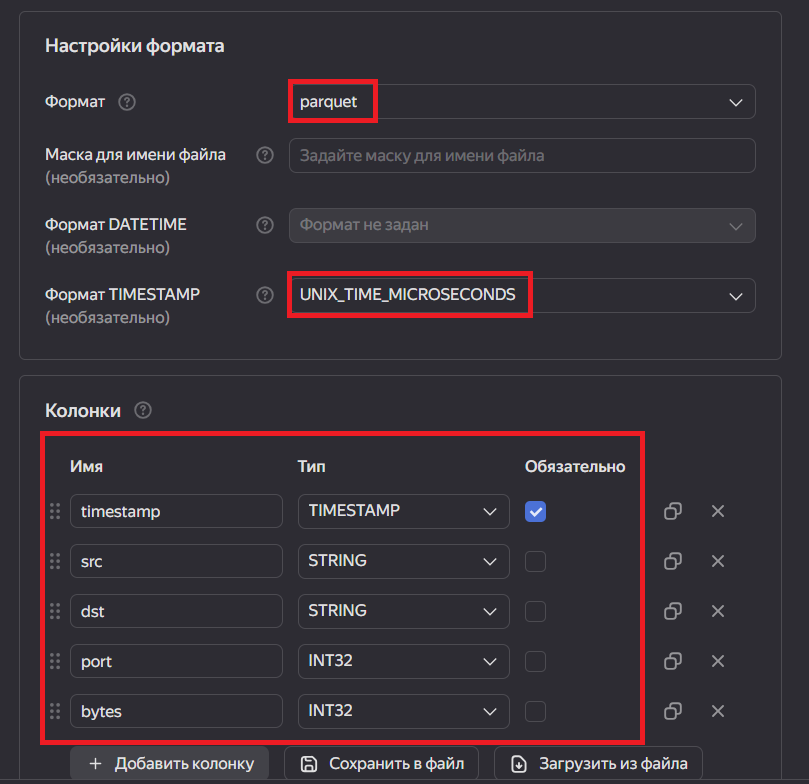 Настройки формата
Формат ? parquet
Маска для имени файла ? Задайте маску для имени файла
(необязательно)
Формат DATETIME ? Формат не задан
(необязательно)
Формат TIMESTAMP ? UNIX_TIME_MICROSECONDS
(необязательно)
Колонки ?
Имя Тип Обязательно
timestamp TIMESTAMP
src STRING
dst STRING
port INT32
bytes INT32
+ Добавить колонку Сохранить в файл Загрузить из файла